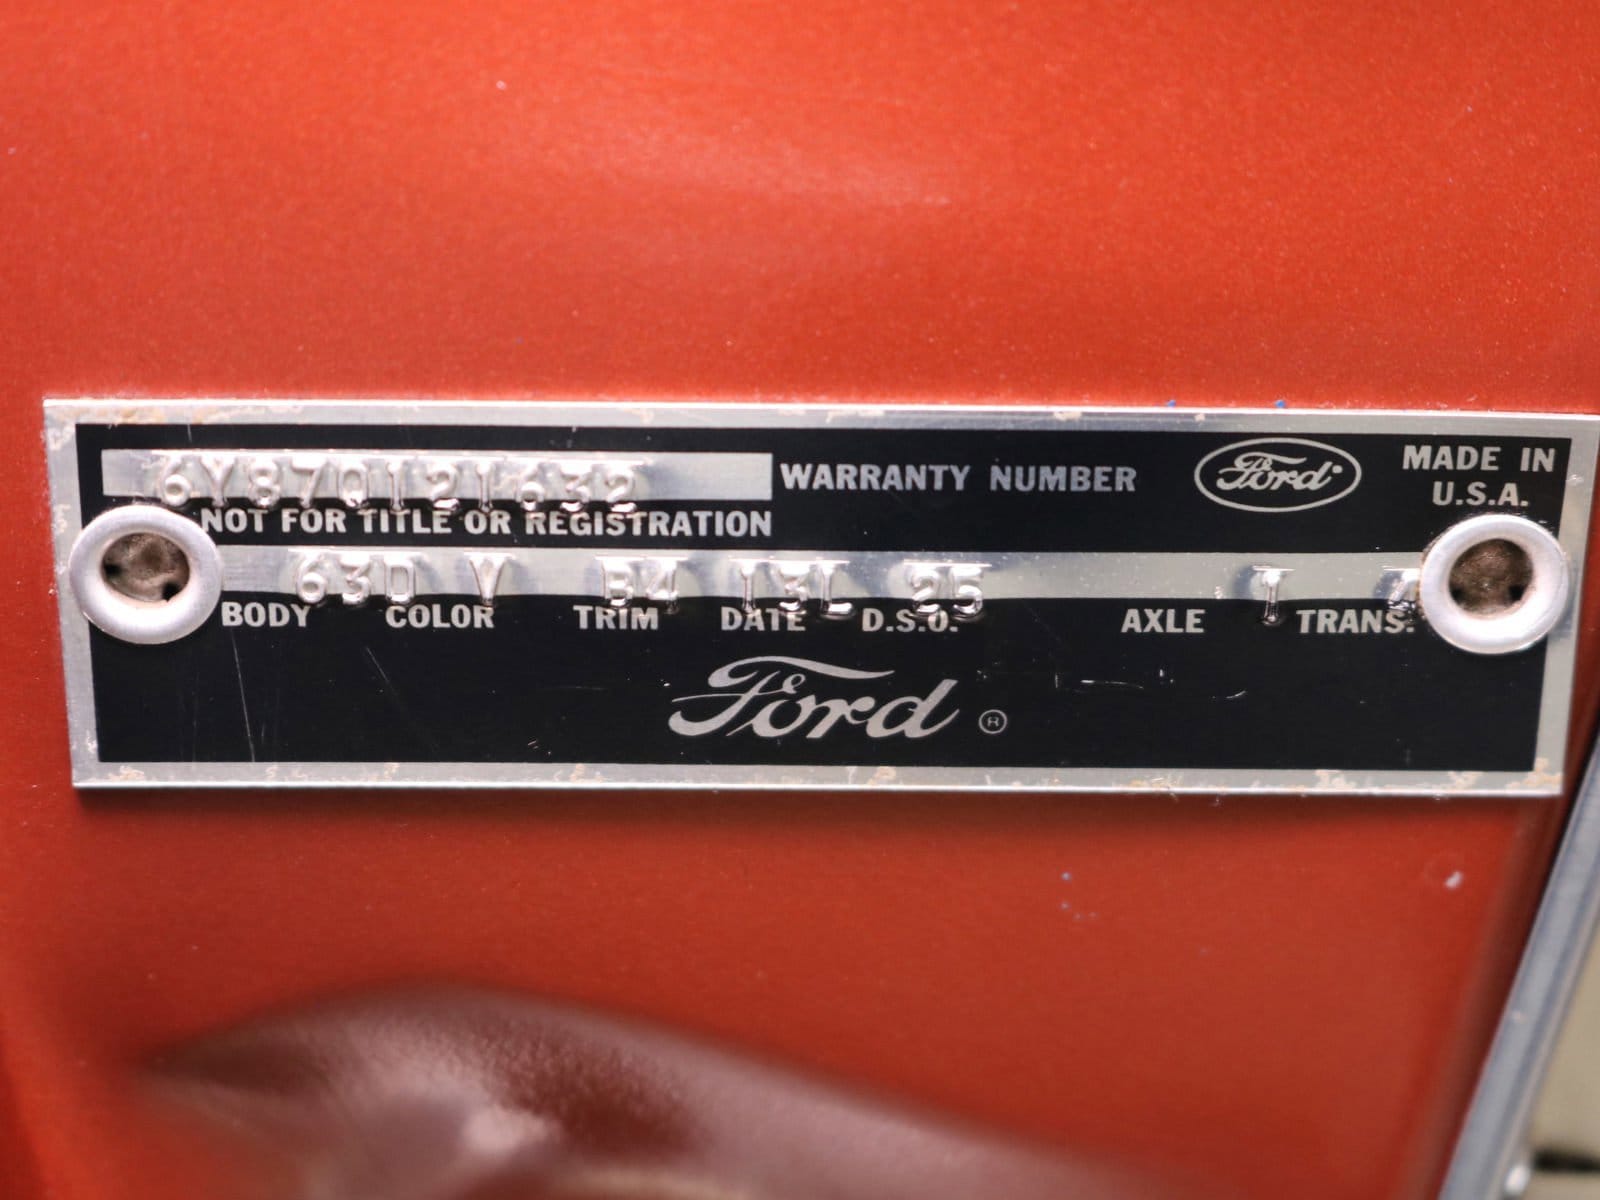 6Y87Q121632 WARRANTY NUMBER Ford MADE IN
U.S.A.
NOT FOR TITLE OR REGISTRATION
63D V B4 13L 25 1
BODY COLOR TRIM DATE D.S.O. AXLE TRANS.
Ford ®